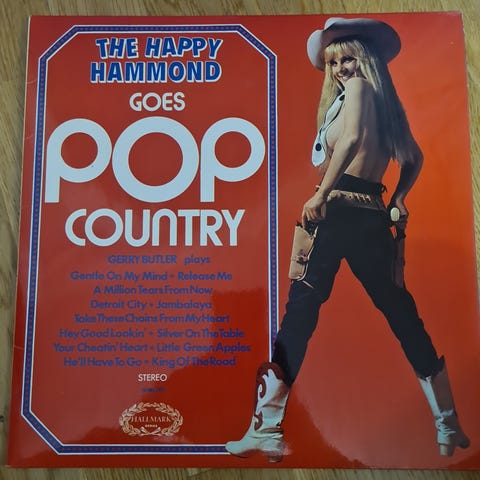 THE HAPPY
HAMMOND
GOES
POP
COUNTRY
GERRY BUTLER plays
Gentle On My Mind • Release Me
A Million Tears From Now
Detroit City • Jambalaya
Take These Chains From My Heart
Hey Good Lookin' • Silver On The Table
Your Cheatin' Heart • Little Green Apples
He'll Have To Go • King Of The Road
STEREO
HALLMARK